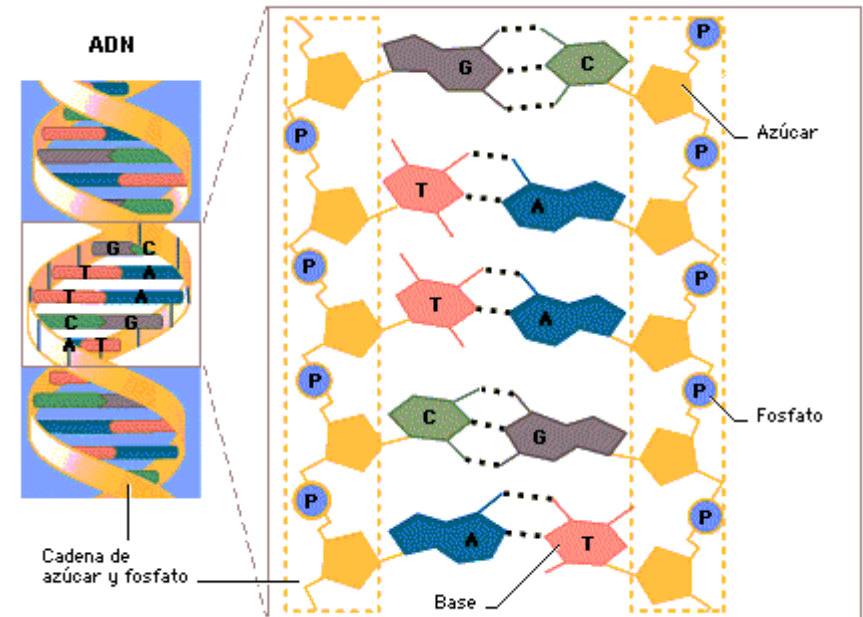 ADN
G C
T A
T A
C G
A T
Cadena de
azúcar y fosfato
P
G C
Azúcar
P P
T A
P P
T A
P P
Fosfato
C G
P P
A T
Base